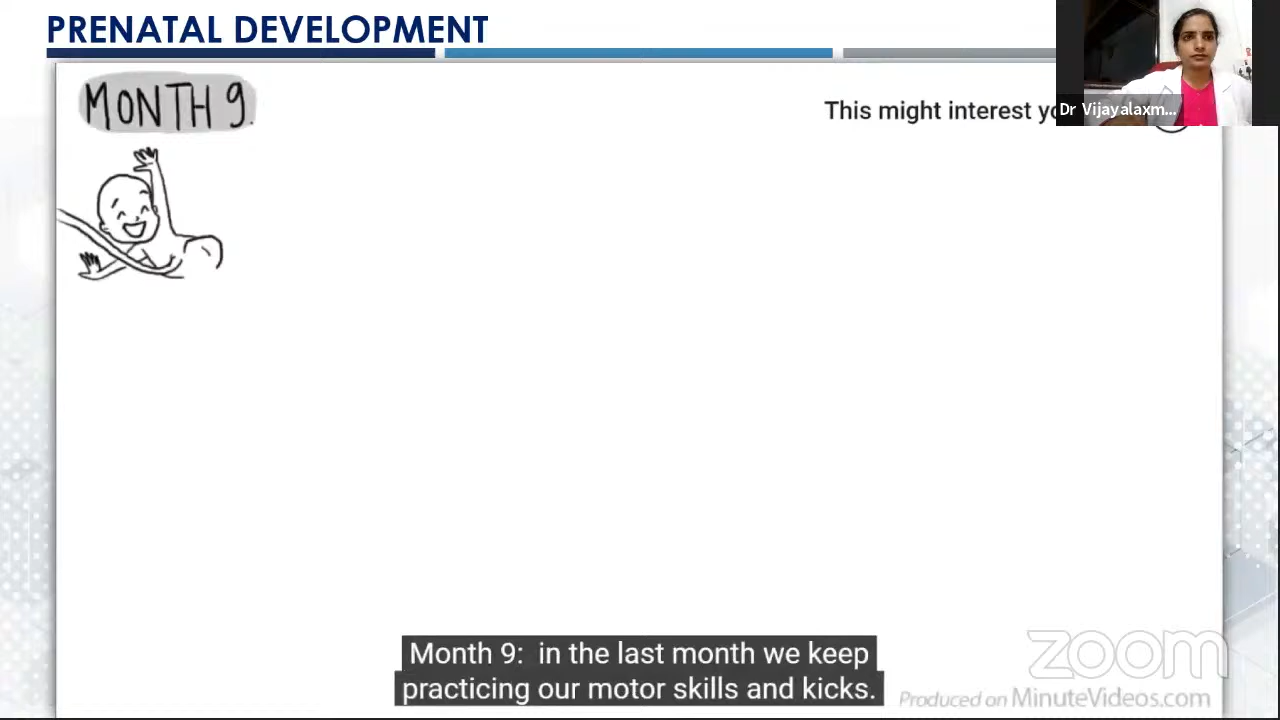 PRENATAL DEVELOPMENT
MONTH 9.
This might interest
Dr Vijayalaxm...
Month 9:  in the last month we keep
practicing our motor skills and kicks.
zoom
Produced on MinuteVideos.com